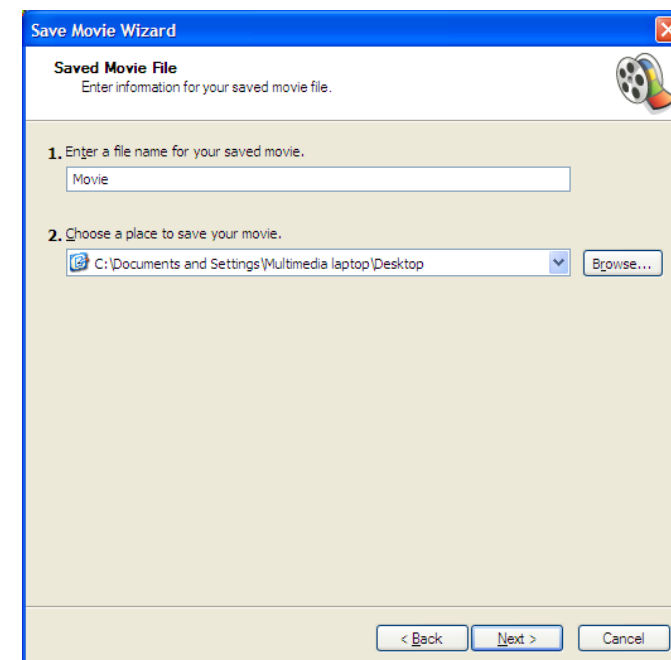 Save Movie Wizard
Saved Movie File
Enter information for your saved movie file.
1. Enter a file name for your saved movie.
Movie
2. Choose a place to save your movie.
C:\Documents and Settings\Multimedia laptop\Desktop
Browse...
< Back Next > Cancel